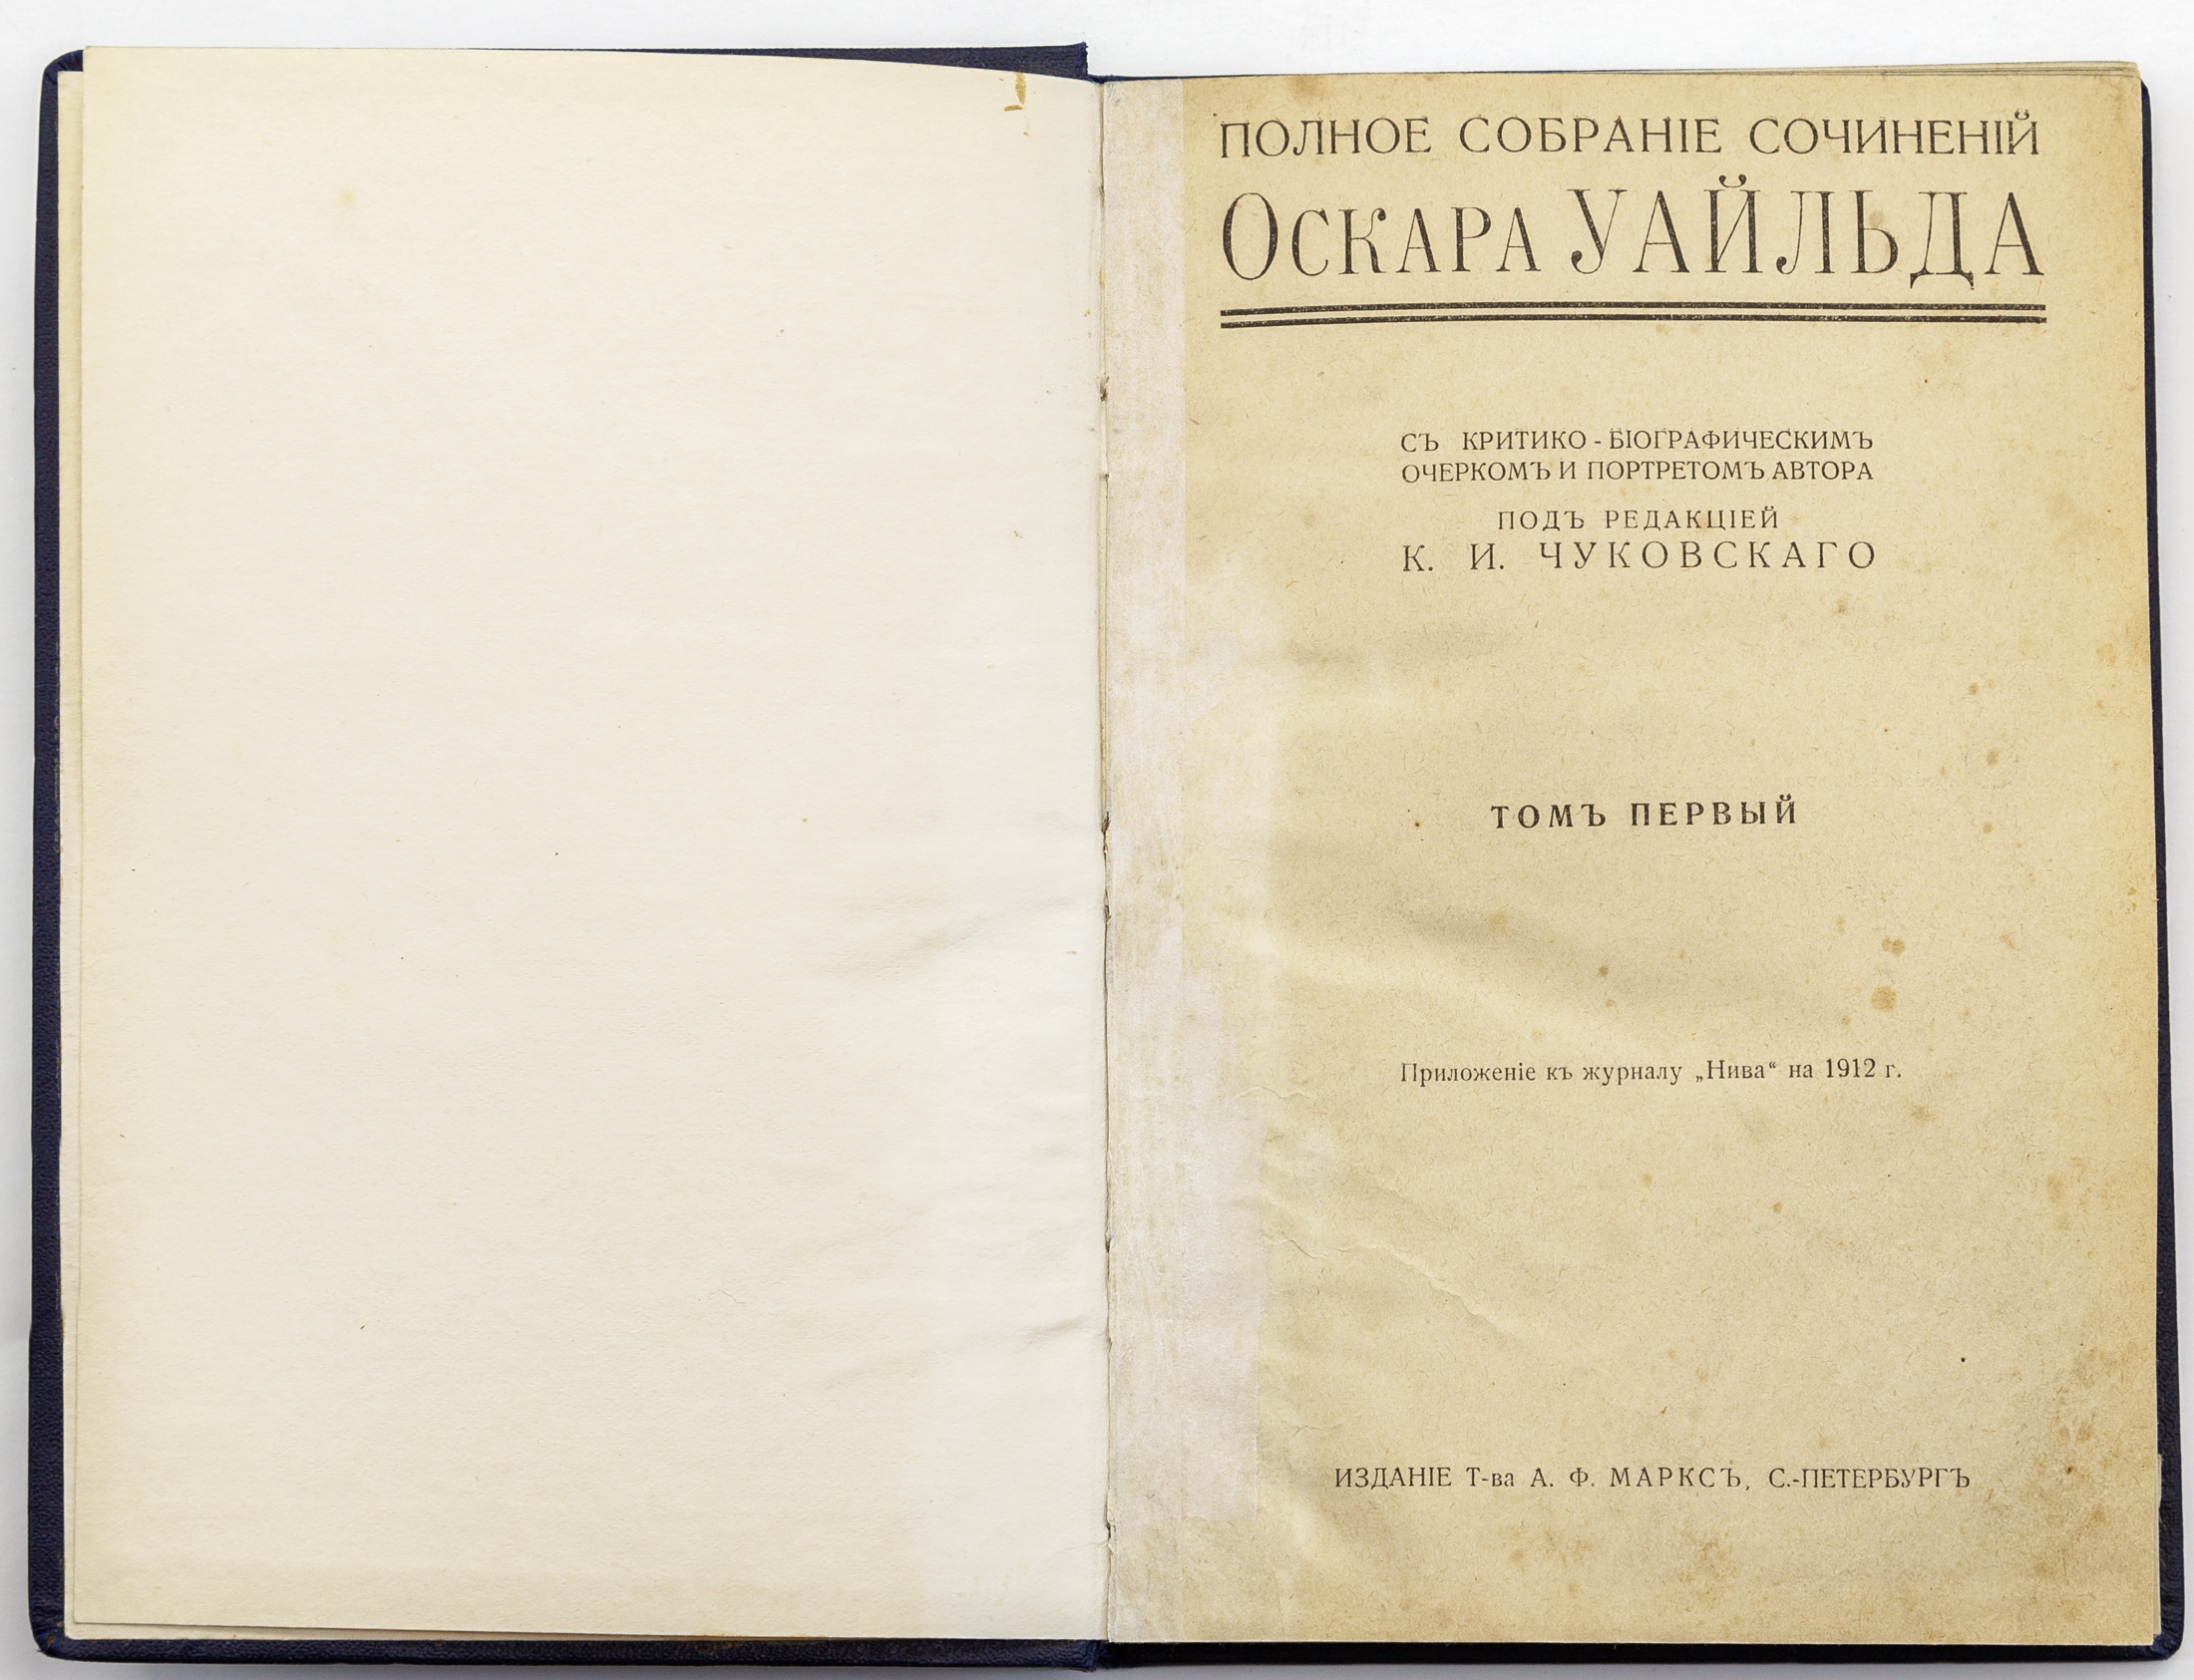 ПОЛНОЕ СОБРАНІЕ СОЧИНЕНІЙ
ОСКАРА УАЙЛЬДА
СЪ КРИТИКО-БІОГРАФИЧЕСКИМЪ
ОЧЕРКОМЪ И ПОРТРЕТОМЪ АВТОРА
ПОДЪ РЕДАКЦІЕЙ
К. И. ЧУКОВСКАГО
ТОМЪ ПЕРВЫЙ
Приложеніе къ журналу „Нива“ на 1912 г.
ИЗДАНІЕ Т-ва А. Ф. МАРКСЪ, С.-ПЕТЕРБУРГЪ